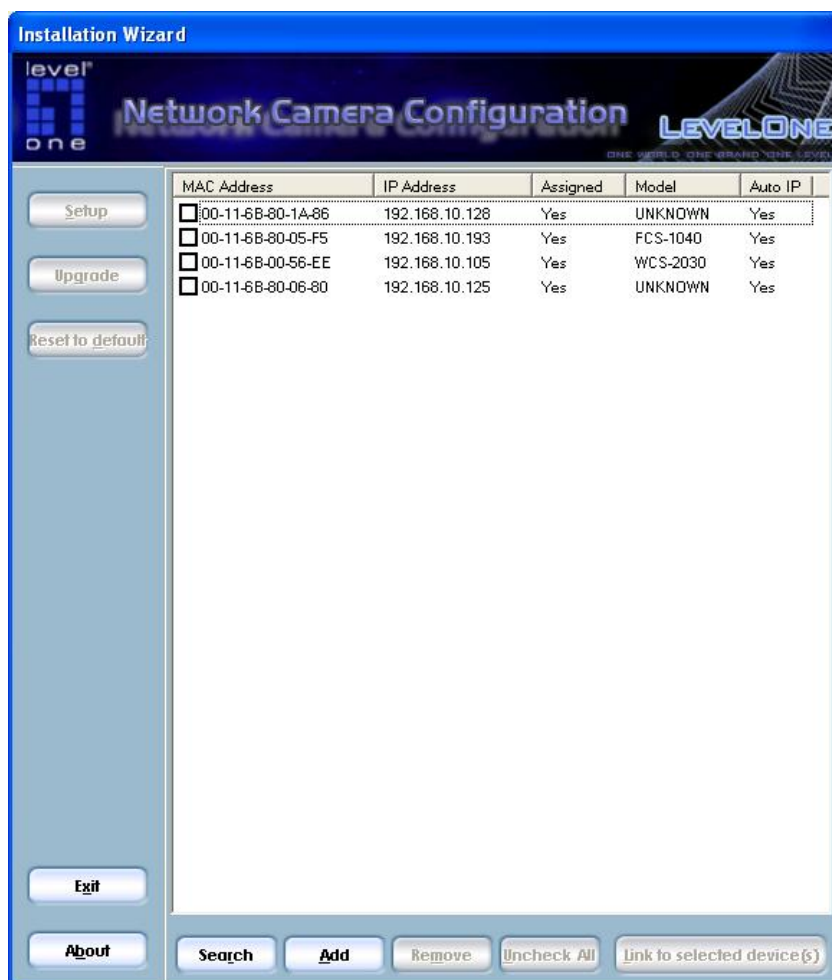 Installation Wizard
level
one
Network Camera Configuration
LEVELONE
ONE WORLD ONE BRAND ONE LEVEL
MAC Address IP Address Assigned Model Auto IP
00-11-6B-80-1A-86 192.168.10.128 Yes UNKNOWN Yes
00-11-6B-80-05-F5 192.168.10.193 Yes FCS-1040 Yes
00-11-6B-00-56-EE 192.168.10.105 Yes WCS-2030 Yes
00-11-6B-80-06-80 192.168.10.125 Yes UNKNOWN Yes
Setup
Upgrade
Reset to default
Exit
About
Search Add Remove Uncheck All Link to selected device(s)